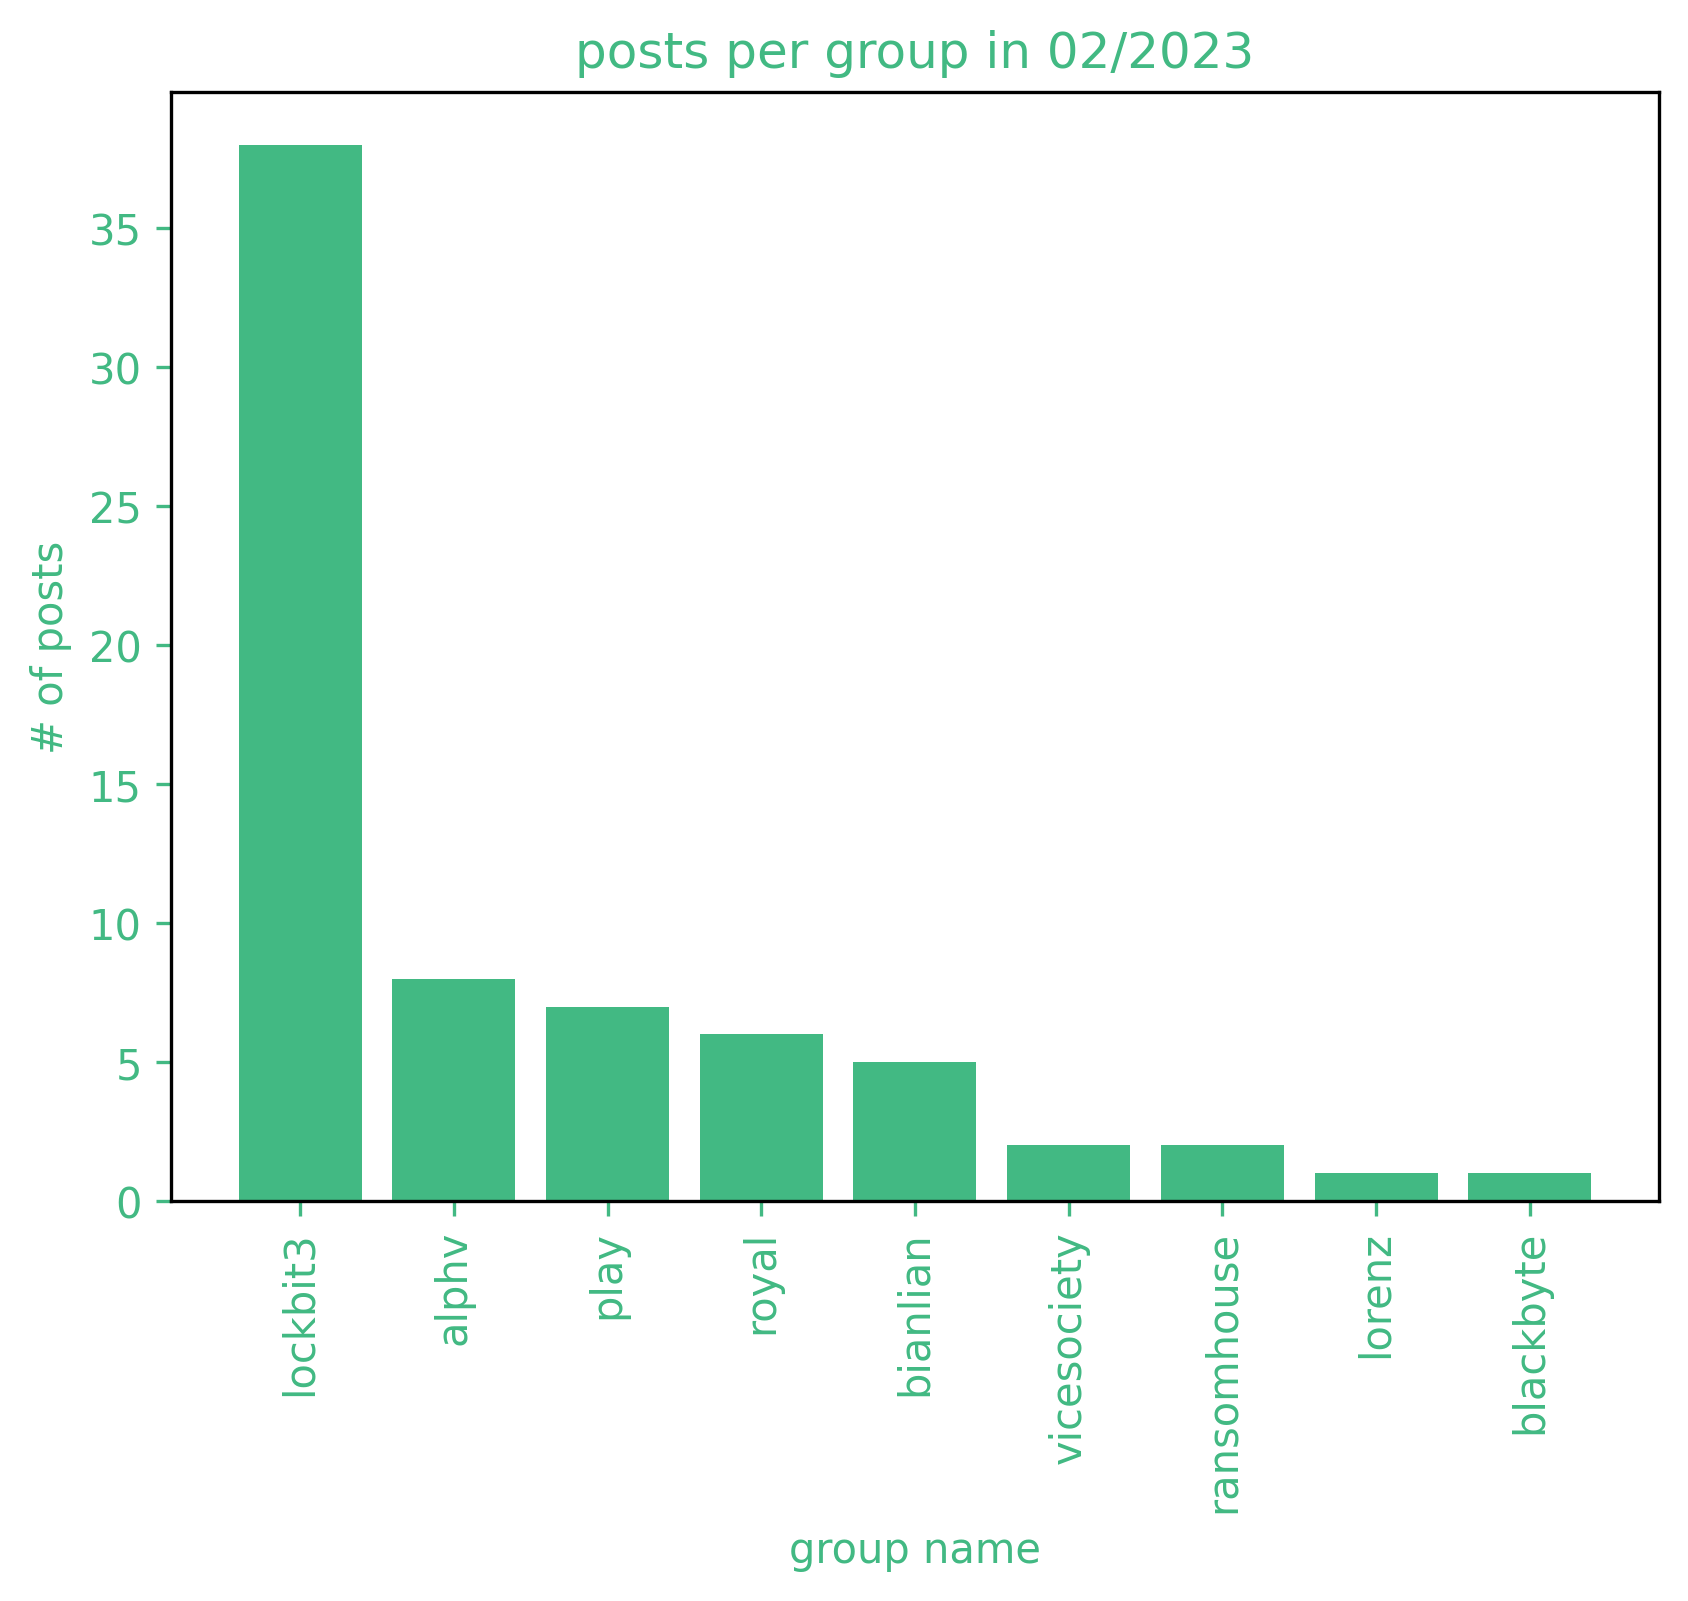 posts per group in 02/2023
# of posts
35
30
25
20
15
10
5
0
lockbit3
alphv
play
royal
bianlian
vicesociety
ransomhouse
lorenz
blackbyte
group name